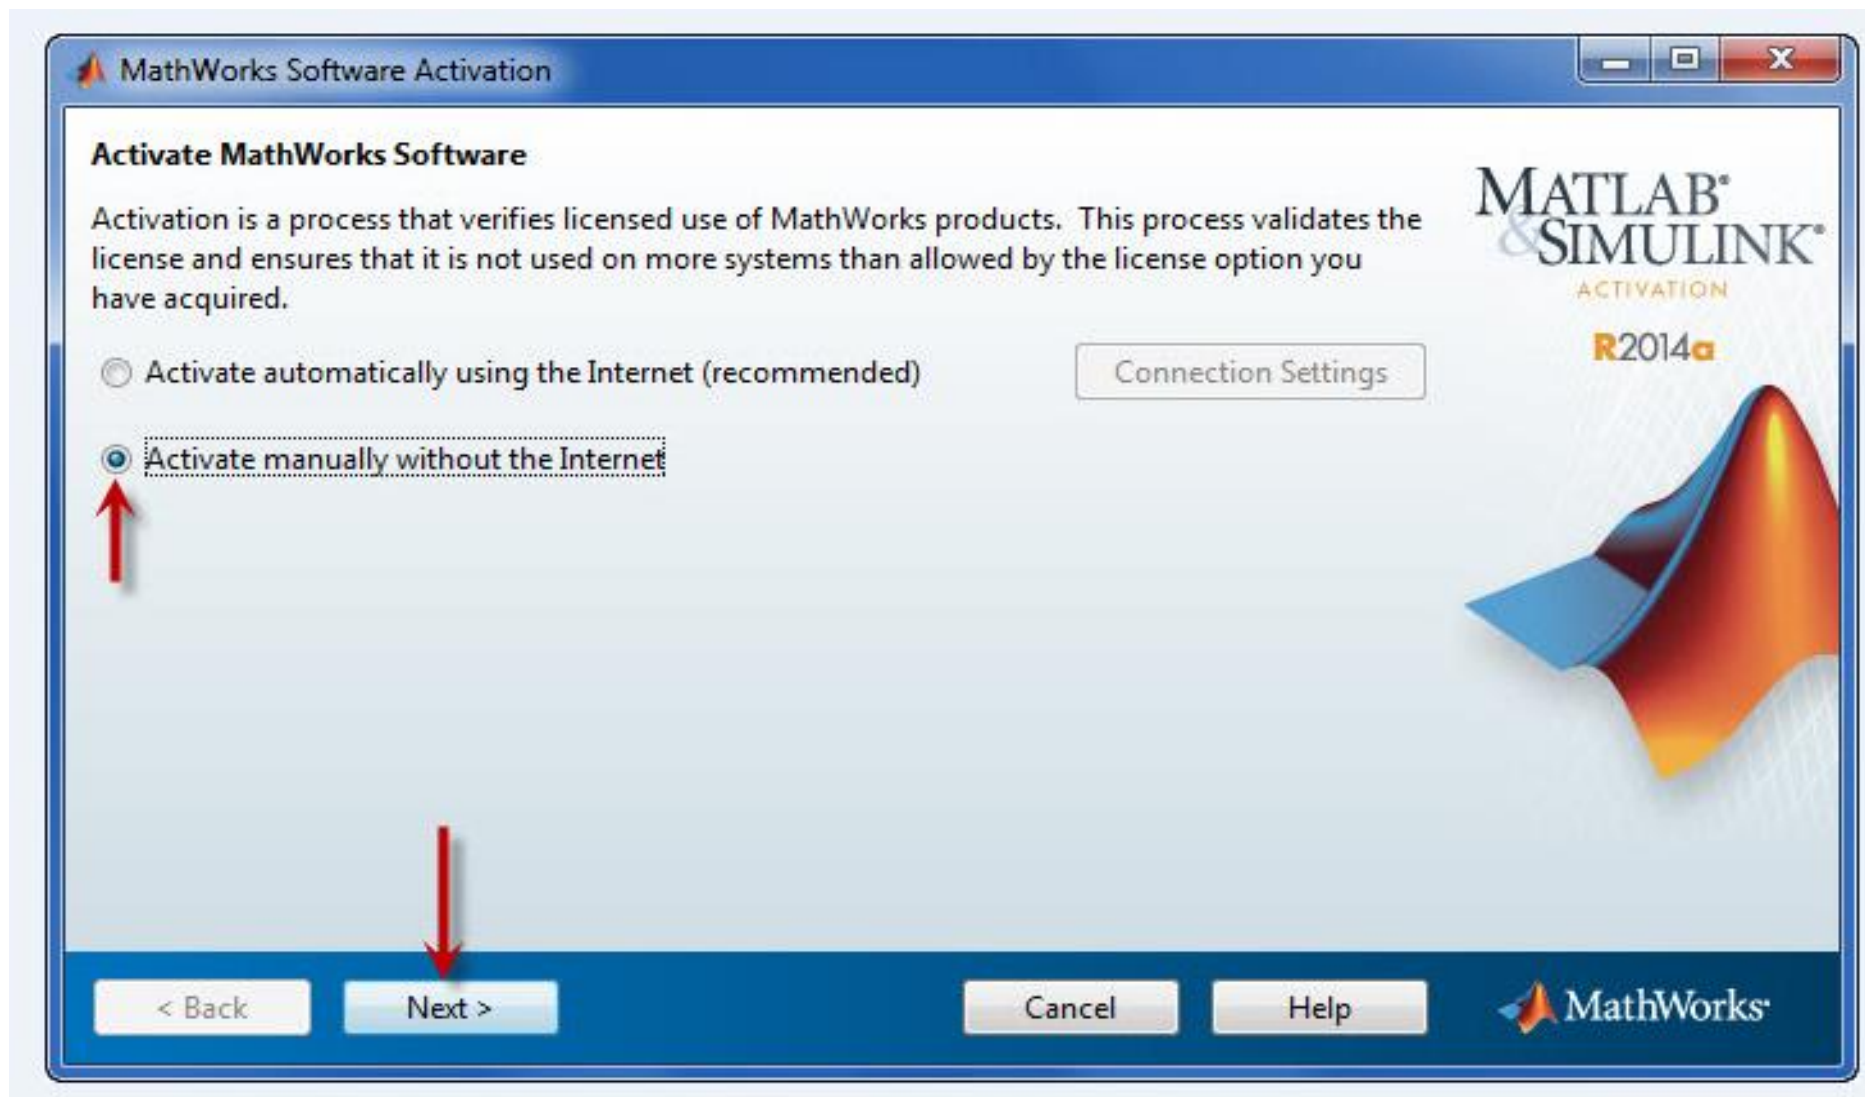 MathWorks Software Activation
Activate MathWorks Software
Activation is a process that verifies licensed use of MathWorks products. This process validates the
license and ensures that it is not used on more systems than allowed by the license option you
have acquired.
Activate automatically using the Internet (recommended)
Connection Settings
Activate manually without the Internet
MATLAB®
&SIMULINK®
ACTIVATION
R2014a
< Back
Next >
Cancel
Help
MathWorks®